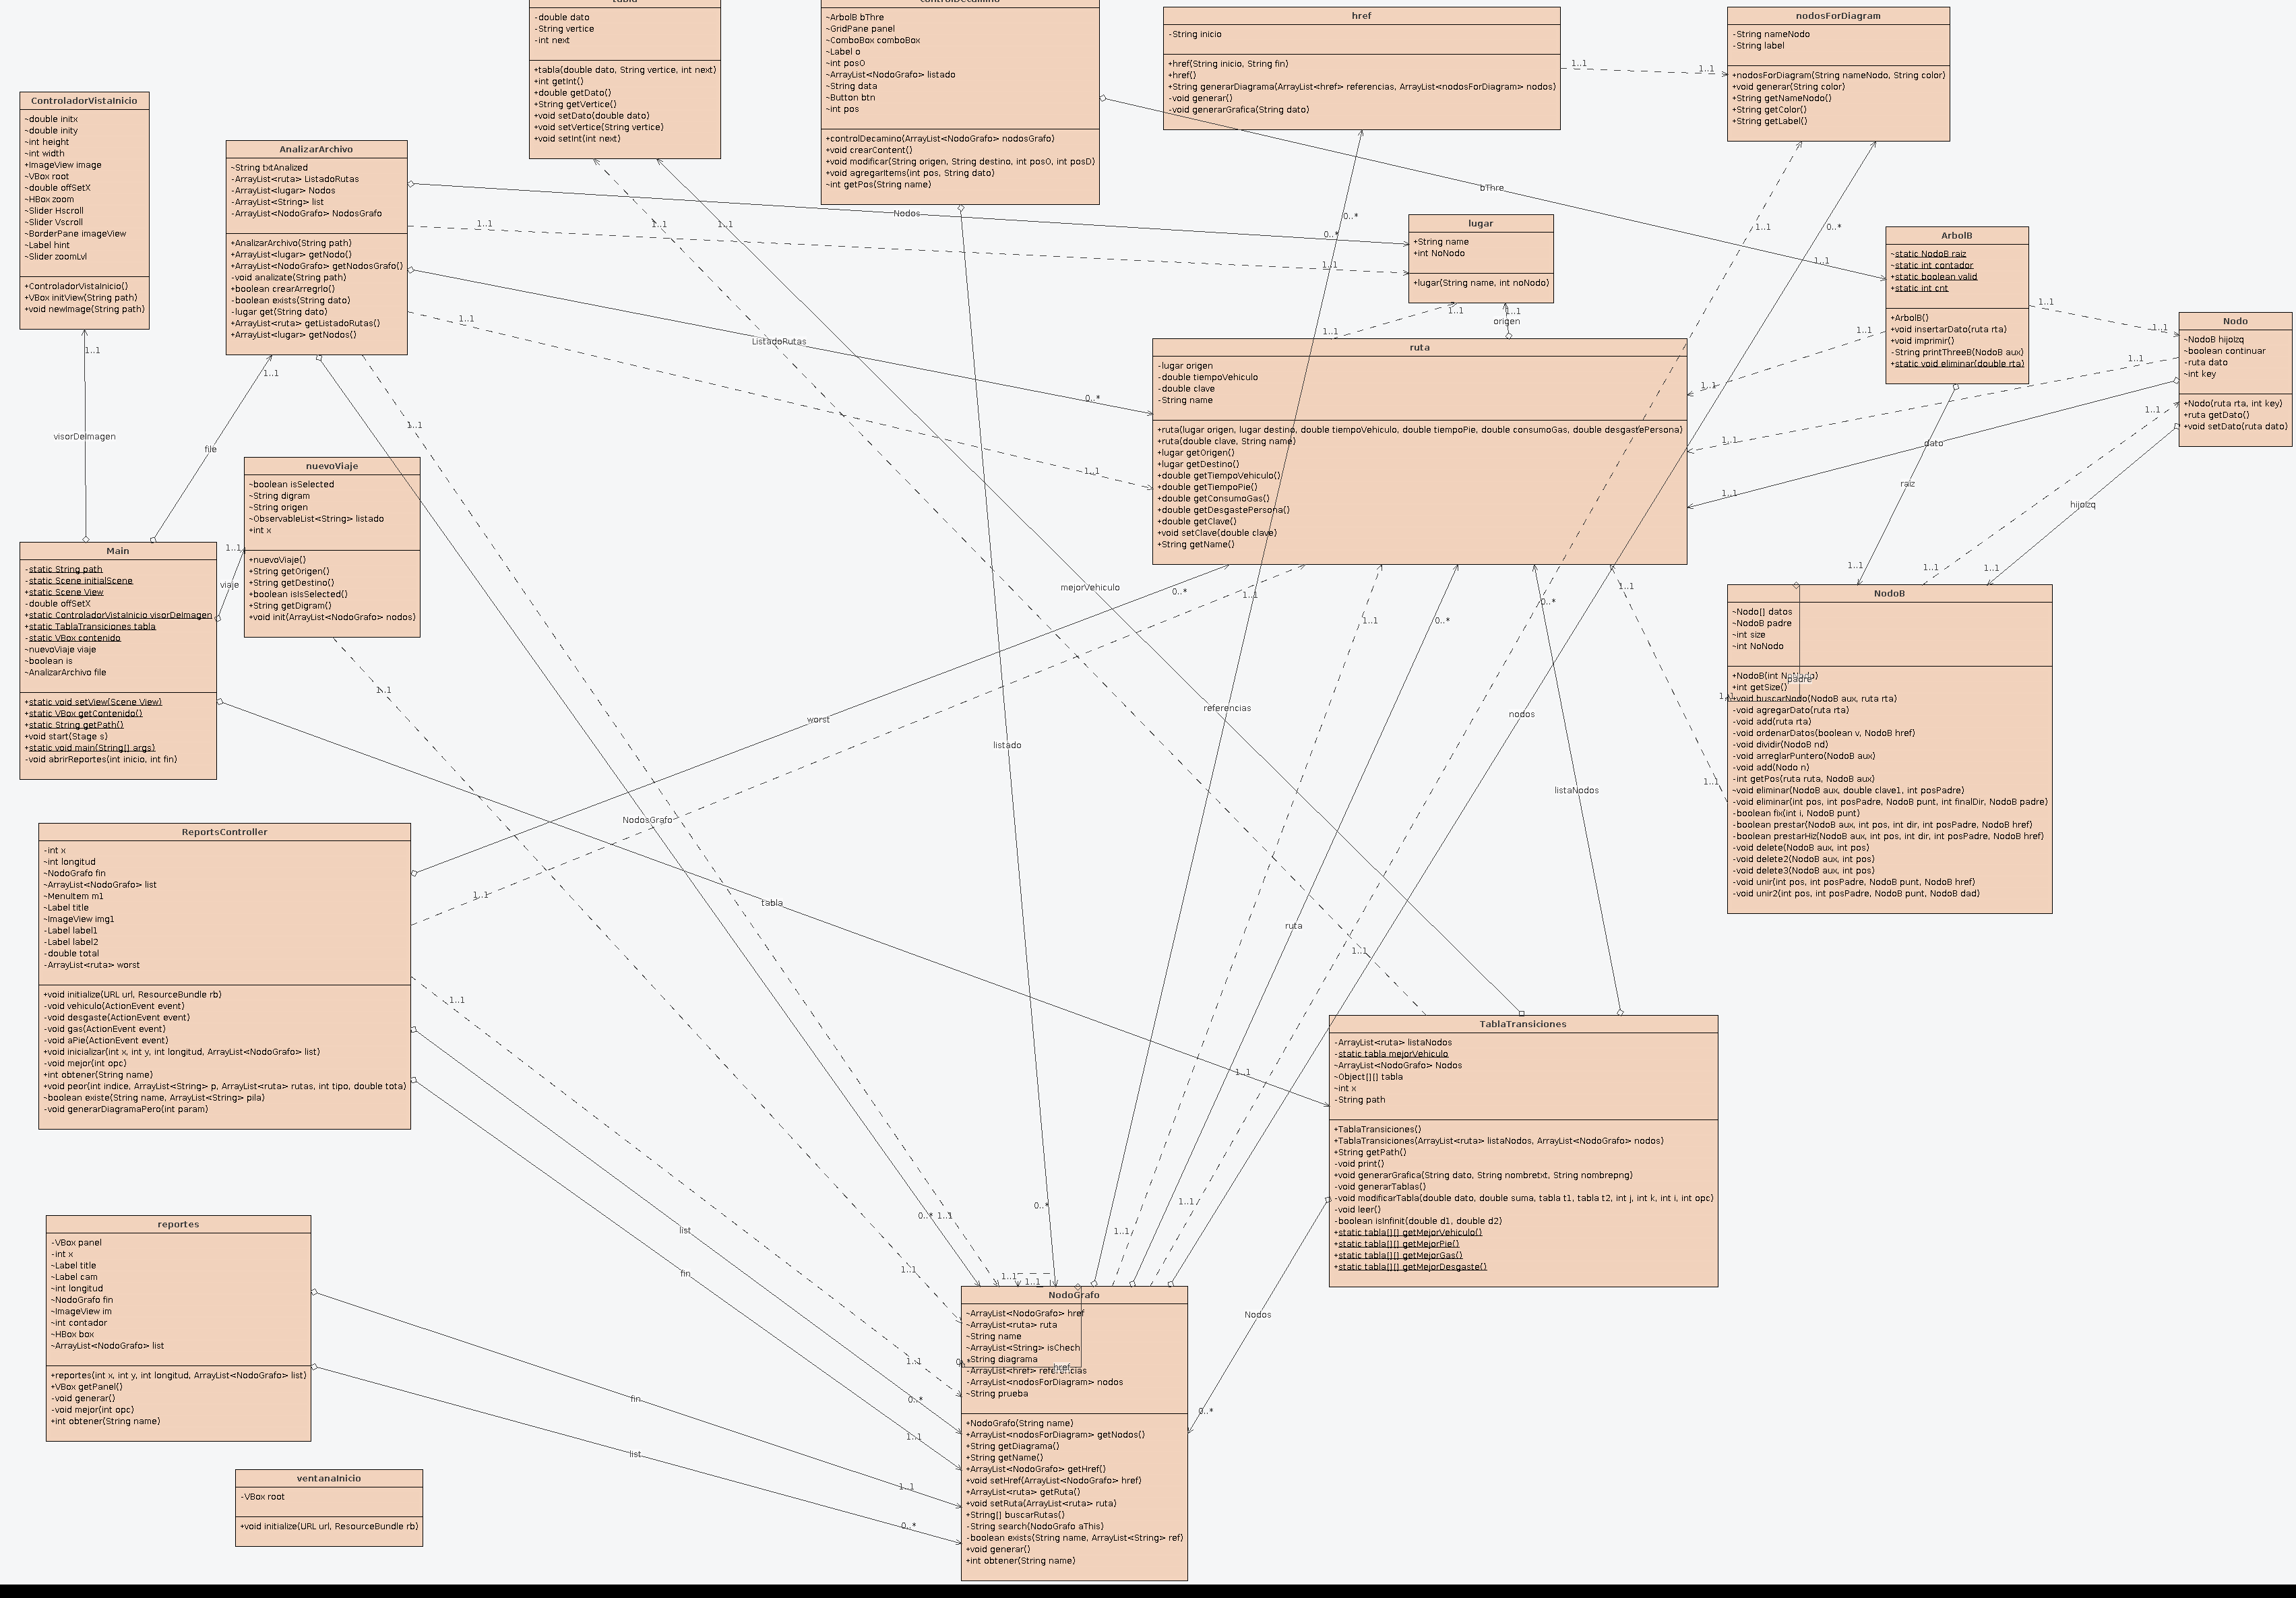 tabla
-double dato
-String vertice
-int next
+tabla(double dato, String vertice, int next)
+int getInt()
+double getDato()
+String getVertice()
+void setDato(double dato)
+void setVertice(String vertice)
+void setInt(int next)
controlDecamino
~ArbolB bThre
~GridPane panel
~ComboBox comboBox
~Label o
~int posO
~ArrayList<NodoGrafo> listado
~String data
~Button btn
~int pos
+controlDecamino(ArrayList<NodoGrafo> nodosGrafo)
+void crearContent()
+void modificar(String origen, String destino, int posO, int posD)
+void agregarItems(int pos, String dato)
~int getPos(String name)
href
-String inicio
+href(String inicio, String fin)
+href()
+String generarDiagrama(ArrayList<href> referencias, ArrayList<nodosForDiagram> nodos)
-void generar()
-void generarGrafica(String dato)
1..1
1..1
nodosForDiagram
-String nameNodo
-String label
+nodosForDiagram(String nameNodo, String color)
+void generar(String color)
+String getNameNodo()
+String getColor()
+String getLabel()
ControladorVistaInicio
~double initx
~double inity
~int height
~int width
+ImageView image
~VBox root
~double offSetX
~HBox zoom
~Slider Hscroll
~Slider Vscroll
~BorderPane imageView
~Label hint
~Slider zoomLvl
+ControladorVistaInicio()
+VBox initView(String path)
+void newImage(String path)
AnalizarArchivo
~String txtAnalized
-ArrayList<ruta> ListadoRutas
-ArrayList<lugar> Nodos
-ArrayList<String> list
-ArrayList<NodoGrafo> NodosGrafo
+AnalizarArchivo(String path)
+ArrayList<lugar> getNodo()
+ArrayList<NodoGrafo> getNodosGrafo()
-void analizate(String path)
+boolean crearArregrlo()
-boolean exists(String dato)
-lugar get(String dato)
+ArrayList<ruta> getListadoRutas()
+ArrayList<lugar> getNodos()
bThre
Nodos
0..*
1..1
1..1
1..1
1..1
0..*
0..*
1..1
1..1
1..1
lugar
+String name
+int NoNodo
+lugar(String name, int noNodo)
1..1
1..1
1..1
origen
ArbolB
~static NodoB raiz
~static int contador
+static boolean valid
+static int cnt
+ArbolB()
+void insertarDato(ruta rta)
+void imprimir()
-String printThreeB(NodoB aux)
+static void eliminar(double rta)
1..1
1..1
1..1
1..1
Nodo
~NodoB hijoIzq
~boolean continuar
-ruta dato
~int key
+Nodo(ruta rta, int key)
+ruta getDato()
+void setDato(ruta dato)
1..1
1..1
1..1
1..1
dato
raiz
hijoIzq
1..1
1..1
1..1
ruta
-lugar origen
-double tiempoVehiculo
-double clave
-String name
+ruta(lugar origen, lugar destino, double tiempoVehiculo, double tiempoPie, double consumoGas, double desgastePersona)
+ruta(double clave, String name)
+lugar getOrigen()
+lugar getDestino()
+double getTiempoVehiculo()
+double getTiempoPie()
+double getConsumoGas()
+double getDesgastePersona()
+double getClave()
+void setClave(double clave)
+String getName()
1..1
ListadoRutas
0..*
1..1
1..1
visorDeImagen
1..1
file
1..1
nuevoViaje
~boolean isSelected
~String digram
~String origen
~ObservableList<String> listado
+int x
+nuevoViaje()
+String getOrigen()
+String getDestino()
+boolean isIsSelected()
+String getDigram()
+void init(ArrayList<NodoGrafo> nodos)
1..1
viaje
Main
-static String path
-static Scene initialScene
+static Scene View
-double offSetX
+static ControladorVistaInicio visorDeImagen
+static TablaTransiciones tabla
-static VBox contenido
~nuevoViaje viaje
~boolean is
~AnalizarArchivo file
+static void setView(Scene View)
+static VBox getContenido()
+static String getPath()
+void start(Stage s)
+static void main(String[] args)
-void abrirReportes(int inicio, int fin)
mejorVehiculo
0..*
1..1
1..1
0..*
0..*
1..1
1..1
NodoB
~Nodo[] datos
~NodoB padre
~int size
~int NoNodo
padre
1..1
+int getSize()
+void buscarNodo(NodoB aux, ruta rta)
-void agregarDato(ruta rta)
-void add(ruta rta)
-void ordenarDatos(boolean v, NodoB href)
-void dividir(NodoB nd)
-void arreglarPuntero(NodoB aux)
-void add(Nodo n)
-int getPos(ruta ruta, NodoB aux)
~void eliminar(NodoB aux, double clave1, int posPadre)
-void eliminar(int pos, int posPadre, NodoB punt, int finalDir, NodoB padre)
-boolean fix(int i, NodoB punt)
-boolean prestar(NodoB aux, int pos, int dir, int posPadre, NodoB href)
-boolean prestarHiz(NodoB aux, int pos, int dir, int posPadre, NodoB href)
-void delete(NodoB aux, int pos)
-void delete2(NodoB aux, int pos)
-void delete3(NodoB aux, int pos)
-void unir(int pos, int posPadre, NodoB punt, NodoB href)
-void unir2(int pos, int posPadre, NodoB punt, NodoB dad)
1..1
worst
referencias
nodos
listado
listaNodos
NodosGrafo
tabla
ruta
1..1
ReportsController
-int x
~int longitud
~NodoGrafo fin
~ArrayList<NodoGrafo> list
~MenuItem m1
~Label title
~ImageView img1
-Label label1
-Label label2
-double total
-ArrayList<ruta> worst
+void initialize(URL url, ResourceBundle rb)
-void vehiculo(ActionEvent event)
-void desgaste(ActionEvent event)
-void gas(ActionEvent event)
-void aPie(ActionEvent event)
+void inicializar(int x, int y, int longitud, ArrayList<NodoGrafo> list)
-void mejor(int opc)
+int obtener(String name)
+void peor(int indice, ArrayList<String> p, ArrayList<ruta> rutas, int tipo, double tota)
~boolean existe(String name, ArrayList<String> pila)
-void generarDiagramaPero(int param)
1..1
1..1
TablaTransiciones
-ArrayList<ruta> listaNodos
-static tabla mejorVehiculo
~ArrayList<NodoGrafo> Nodos
~Object[][] tabla
~int x
-String path
+TablaTransiciones()
+TablaTransiciones(ArrayList<ruta> listaNodos, ArrayList<NodoGrafo> nodos)
+String getPath()
-void print()
+void generarGrafica(String dato, String nombretxt, String nombrepng)
-void generarTablas()
-void modificarTabla(double dato, double suma, tabla t1, tabla t2, int j, int k, int i, int opc)
-void leer()
-boolean isInfinit(double d1, double d2)
+static tabla[][] getMejorVehiculo()
+static tabla[][] getMejorPie()
+static tabla[][] getMejorGas()
+static tabla[][] getMejorDesgaste()
1..1
0..*
1..1
0..*
1..1
1..1
list
fin
1..1
1..1
1..1
Nodos
0..*
reportes
-VBox panel
-int x
~Label title
~Label cam
~int longitud
~NodoGrafo fin
~ImageView im
~int contador
~HBox box
~ArrayList<NodoGrafo> list
+reportes(int x, int y, int longitud, ArrayList<NodoGrafo> list)
+VBox getPanel()
-void generar()
-void mejor(int opc)
+int obtener(String name)
fin
list
1..1
0..*
1..1
1..1
0..*
NodoGrafo
~ArrayList<NodoGrafo> href
~ArrayList<ruta> ruta
~String name
~ArrayList<String> isChech
String diagrama
href
-ArrayList<href> referencias
-ArrayList<nodosForDiagram> nodos
~String prueba
+NodoGrafo(String name)
+ArrayList<nodosForDiagram> getNodos()
+String getDiagrama()
+String getName()
+ArrayList<NodoGrafo> getHref()
+void setHref(ArrayList<NodoGrafo> href)
+ArrayList<ruta> getRuta()
+void setRuta(ArrayList<ruta> ruta)
+String[] buscarRutas()
-String search(NodoGrafo aThis)
-boolean exists(String name, ArrayList<String> ref)
+void generar()
+int obtener(String name)
ventanaInicio
-VBox root
+void initialize(URL url, ResourceBundle rb)